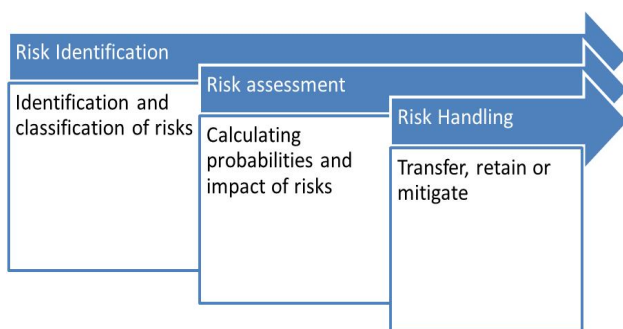 Risk Identification
Identification and
classification of risks
Risk assessment
Calculating
probabilities and
impact of risks
Risk Handling
Transfer, retain or
mitigate